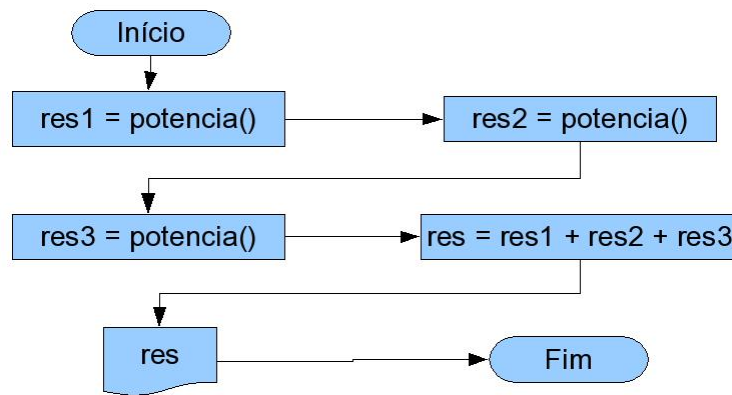 Início
res1 = potencia()
res2 = potencia()
res3 = potencia()
res = res1 + res2 + res3
res
Fim